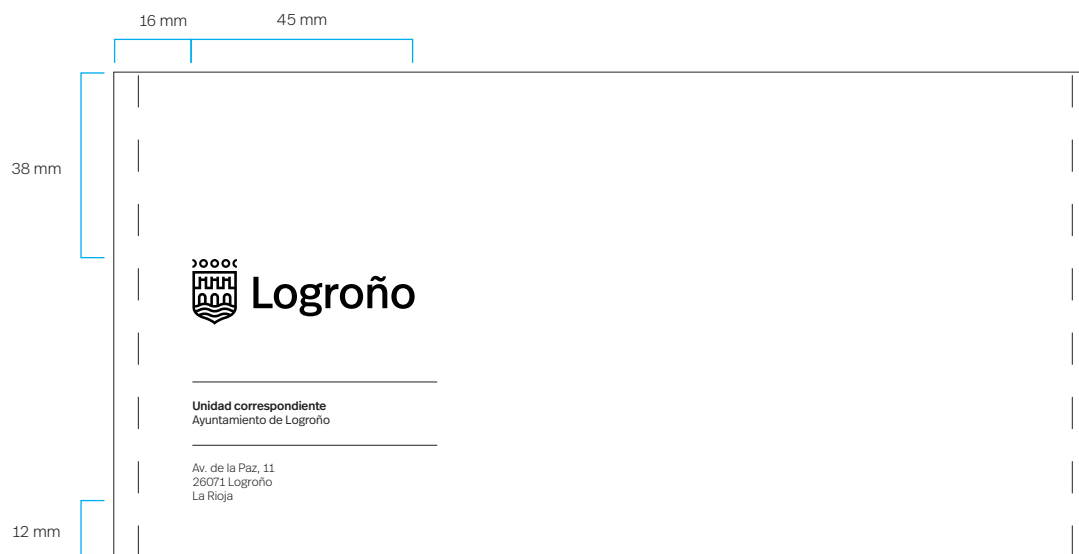 16 mm
45 mm
38 mm
Logroño
Unidad correspondiente
Ayuntamiento de Logroño
Av. de la Paz, 11
26071 Logroño
La Rioja
12 mm